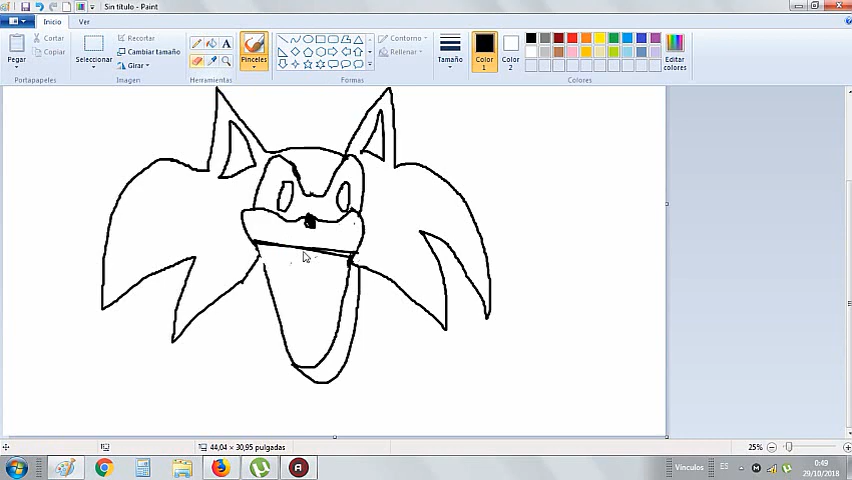 Sin título - Paint
Inicio
Ver
Pegar
Cortar
Copiar
Portapapeles
Seleccionar
Recortar
Cambiar tamaño
Girar
Imagen
A
Herramientas
Pinceles
Contorno
Rellenar
Formas
Tamaño
Color
1
Color
2
Editar
colores
Colores
44,04 × 30,95 pulgadas
25%
Vínculos
ES
0:49
29/10/2018